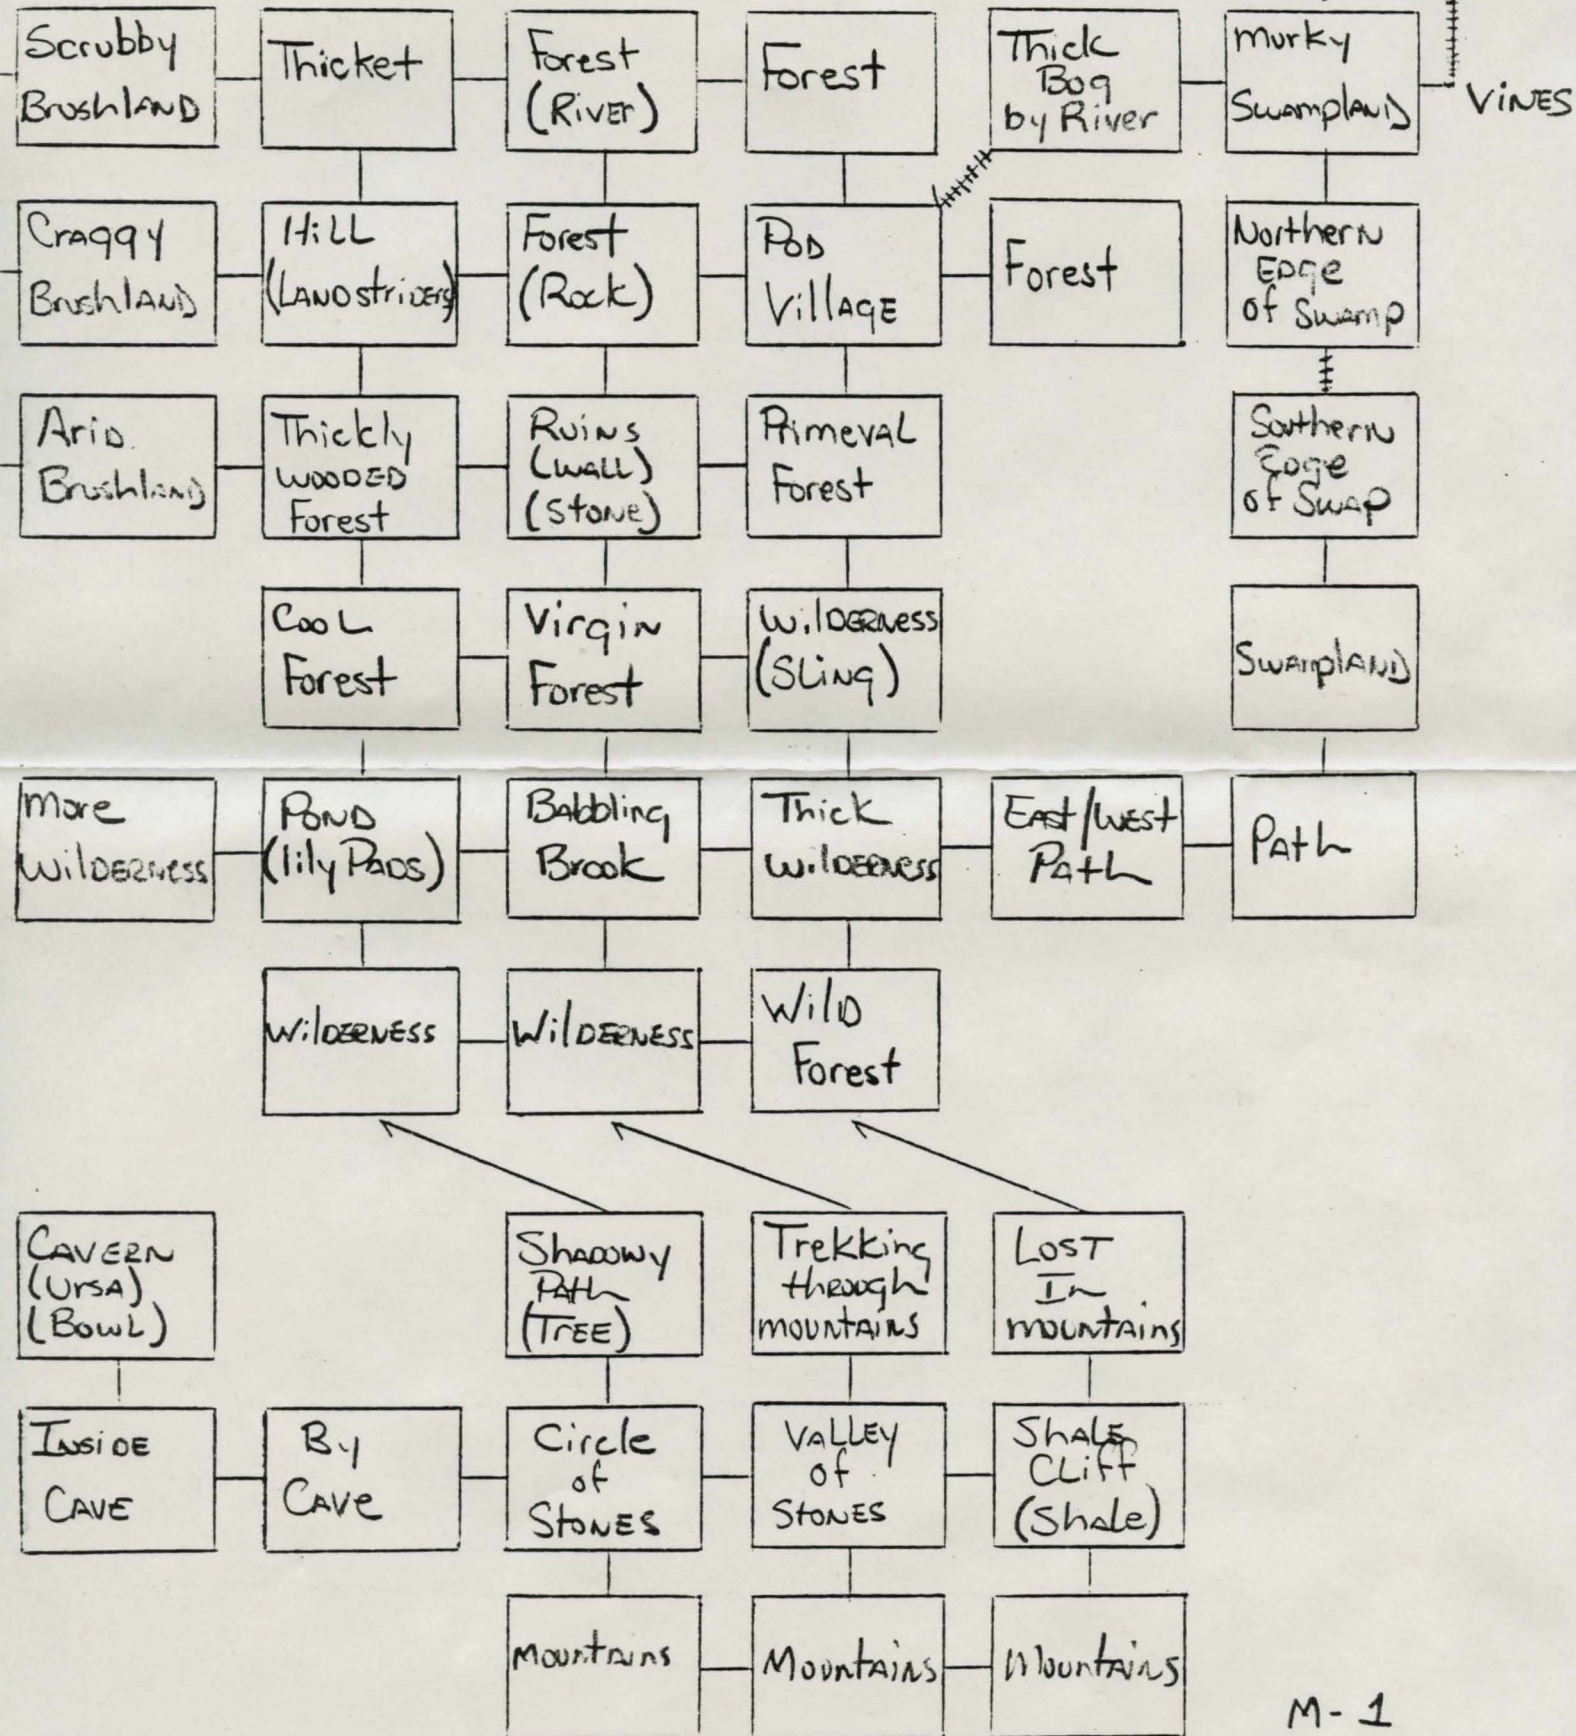 Scrubby
Brushland
Thicket
Forest
(River)
Forest
Thick
Bog
by River
Murky
Swampland
Vines
Craggy
Brushland
Hill
(Landstriders)
Forest
(Rock)
Pod
Village
Forest
Northern
Edge
of Swamp
Arid
Brushland
Thickly
Wooded
Forest
Ruins
(Wall)
(Stone)
Primeval
Forest
Southern
Edge
of Swap
Cool
Forest
Virgin
Forest
Wilderness
(Sling)
Swampland
More
Wilderness
Pond
(lily Pads)
Babbling
Brook
Thick
Wilderness
East/West
Path
Path
Wilderness
Wilderness
Wild
Forest
Cavern
(Ursa)
(Bowl)
Shadowy
Path
(Tree)
Trekking
through
mountains
Lost
In
mountains
Inside
Cave
By
Cave
Circle
of
Stones
Valley
of
Stones
Shale
Cliff
(Shale)
Mountains
Mountains
Mountains
M-1